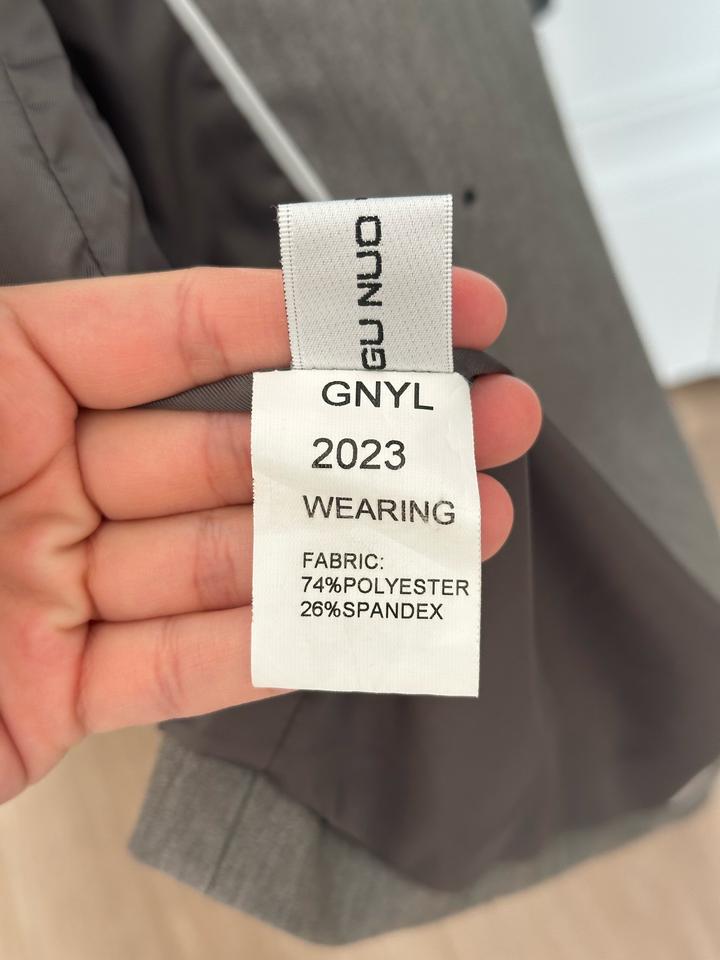 GU NUO
GNYL
2023
WEARING
FABRIC:
74%POLYESTER
26%SPANDEX